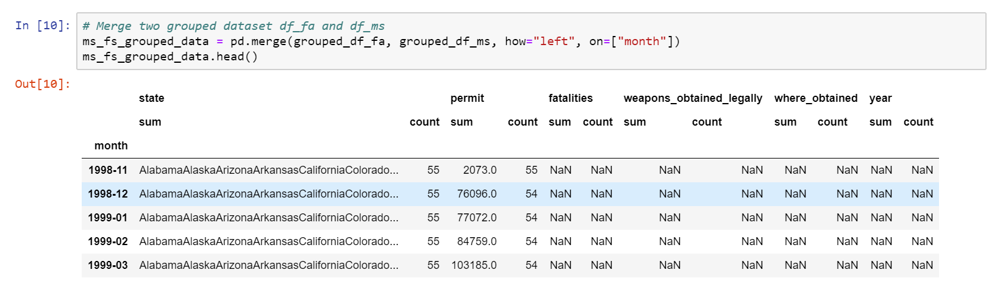 In [10]: # Merge two grouped dataset df_fa and df_ms
ms_fs_grouped_data = pd.merge(grouped_df_fa, grouped_df_ms, how="left", on=["month"])
ms_fs_grouped_data.head()
Out[10]:
state permit fatalities weapons_obtained_legally where_obtained year
sum count sum count sum count sum count sum count sum count
month
1998-11 AlabamaAlaskaArizonaArkansasCaliforniaColorado... 55 2073.0 55 NaN NaN NaN NaN NaN NaN NaN NaN
1998-12 AlabamaAlaskaArizonaArkansasCaliforniaColorado... 55 76096.0 54 NaN NaN NaN NaN NaN NaN NaN NaN
1999-01 AlabamaAlaskaArizonaArkansasCaliforniaColorado... 55 77072.0 54 NaN NaN NaN NaN NaN NaN NaN NaN
1999-02 AlabamaAlaskaArizonaArkansasCaliforniaColorado... 55 84759.0 54 NaN NaN NaN NaN NaN NaN NaN NaN
1999-03 AlabamaAlaskaArizonaArkansasCaliforniaColorado... 55 103185.0 54 NaN NaN NaN NaN NaN NaN NaN NaN